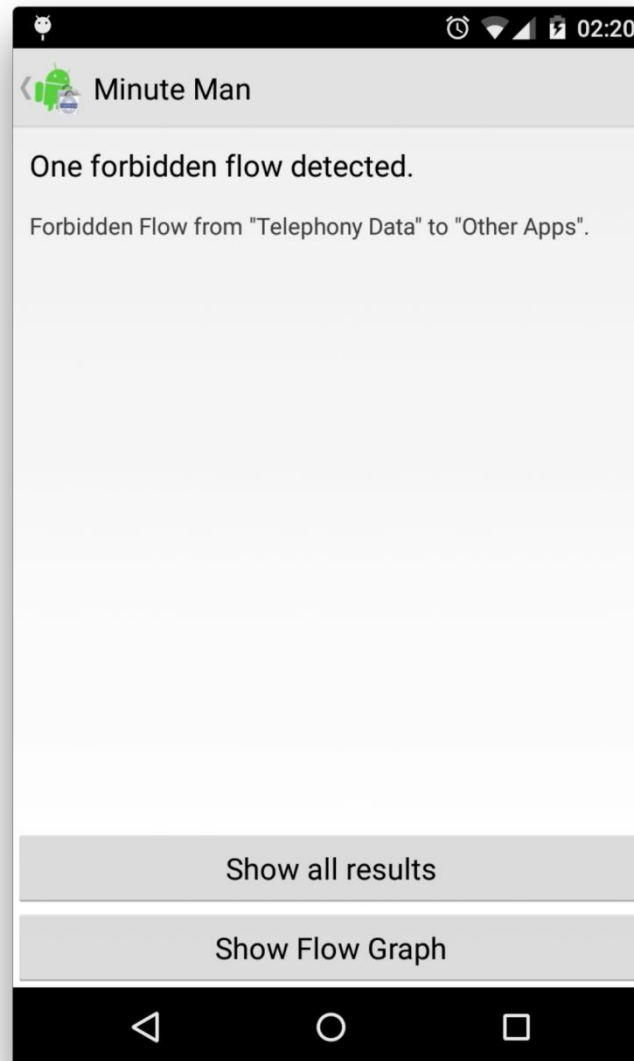 02:20
Minute Man
One forbidden flow detected.
Forbidden Flow from "Telephony Data" to "Other Apps".
Show all results
Show Flow Graph